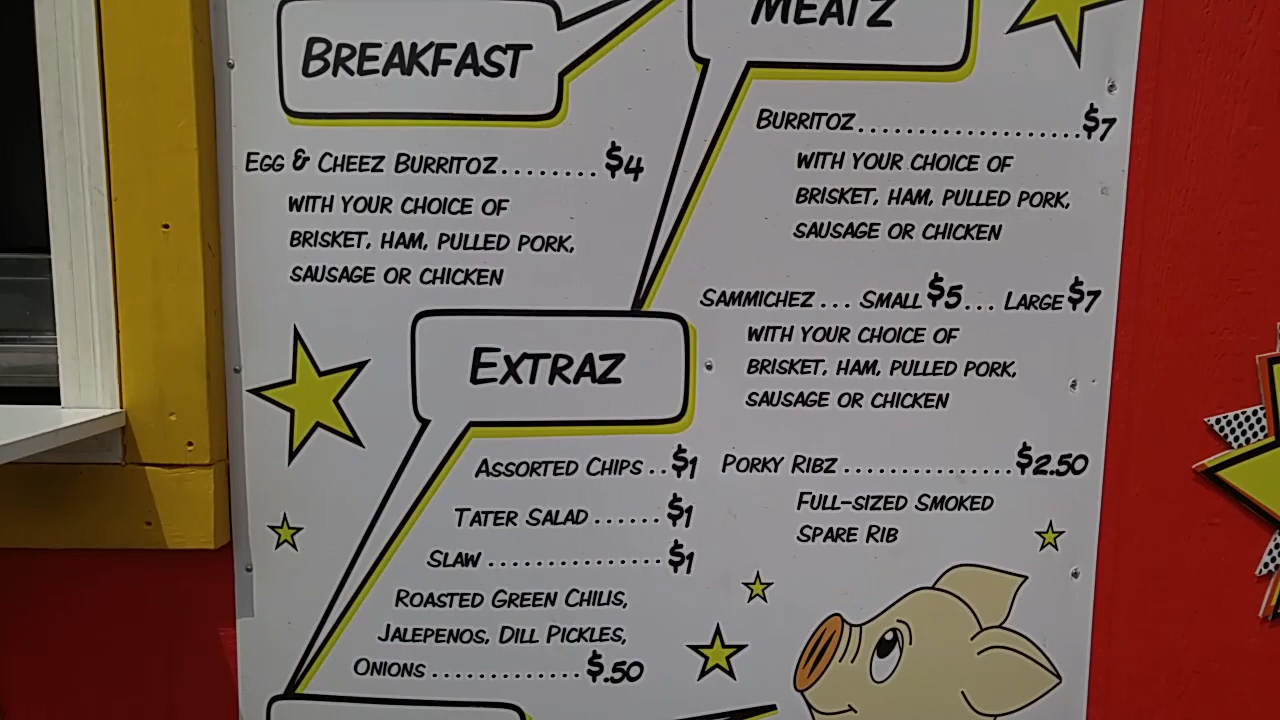 BREAKFAST
EGG & CHEEZ BURRITOZ........$4
WITH YOUR CHOICE OF
BRISKET, HAM, PULLED PORK,
SAUSAGE OR CHICKEN
MEATZ
BURRITOZ...................$7
WITH YOUR CHOICE OF
BRISKET, HAM, PULLED PORK,
SAUSAGE OR CHICKEN
SAMMICHEZ... SMALL $5... LARGE $7
WITH YOUR CHOICE OF
BRISKET, HAM, PULLED PORK,
SAUSAGE OR CHICKEN
PORKY RIBZ...............$2.50
FULL-SIZED SMOKED
SPARE RIB
EXTRAZ
ASSORTED CHIPS..$1
TATER SALAD......$1
SLAW..............$1
ROASTED GREEN CHILIS,
JALEPENOS, DILL PICKLES,
ONIONS............$.50